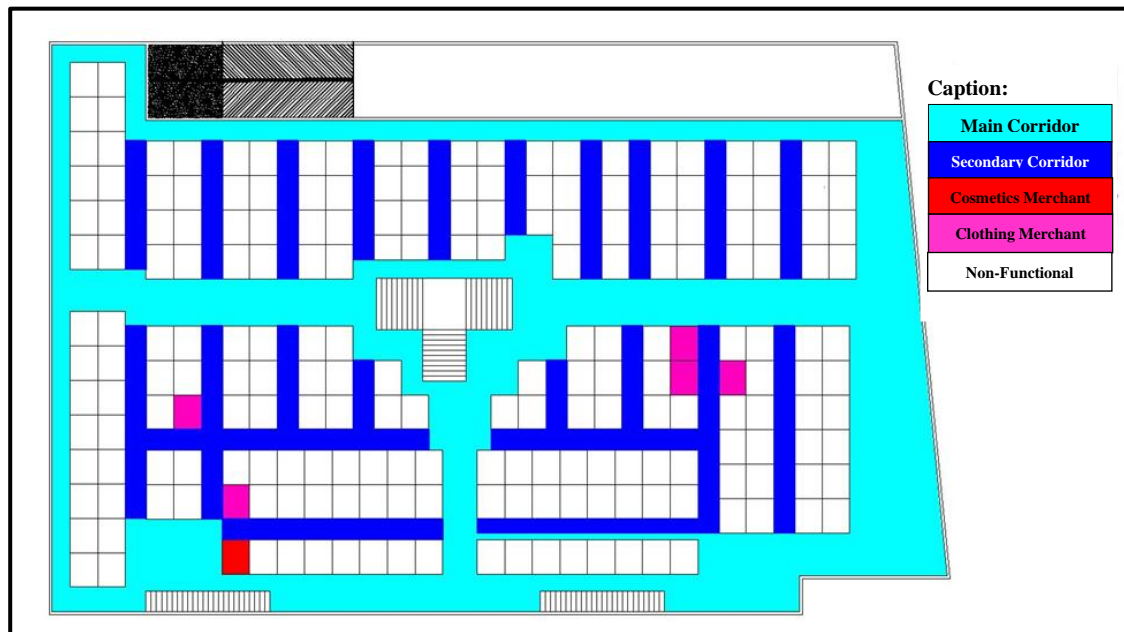 Caption:
Main Corridor
Secondary Corridor
Cosmetics Merchant
Clothing Merchant
Non-Functional